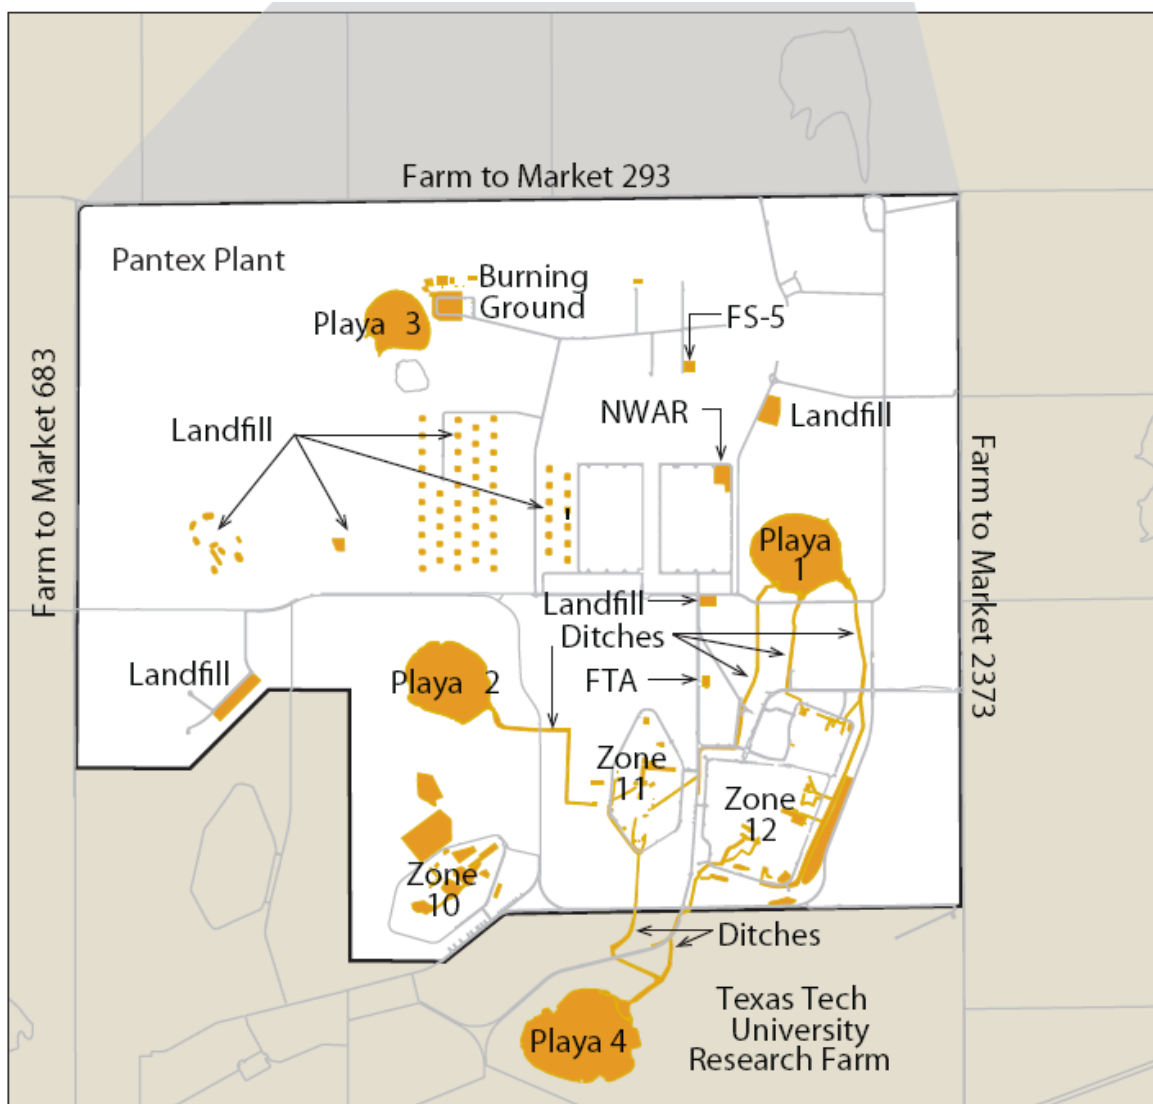 Farm to Market 293
Pantex Plant
Burning
Ground
Playa 3
FS-5
Farm to Market 683
Landfill
NWAR
Landfill
Farm to Market 2373
Playa
1
Landfill
Ditches
Landfill
Playa 2
FTA
Zone
11
Zone
12
Zone
10
Ditches
Texas Tech
University
Research Farm
Playa 4